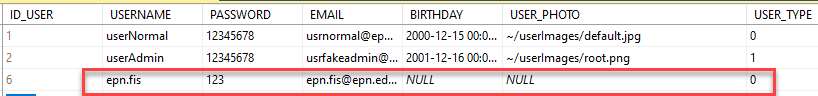 ID_USER USERNAME PASSWORD EMAIL BIRTHDAY USER_PHOTO USER_TYPE
1 userNormal 12345678 usrnormal@ep... 2000-12-15 00:0... ~/userImages/default.jpg 0
2 userAdmin 12345678 usrfakeadmin@... 2001-12-16 00:0... ~/userImages/root.png 1
6 epn.fis 123 epn.fis@epn.ed... NULL NULL 0